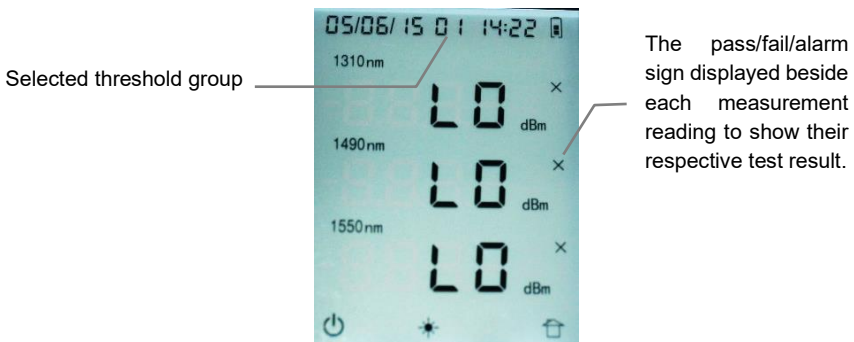 05/06/15 01 14:22
1310nm
LO dBm
1490nm
LO dBm
1550nm
LO dBm
Selected threshold group
The pass/fail/alarm
sign displayed beside
each measurement
reading to show their
respective test result.